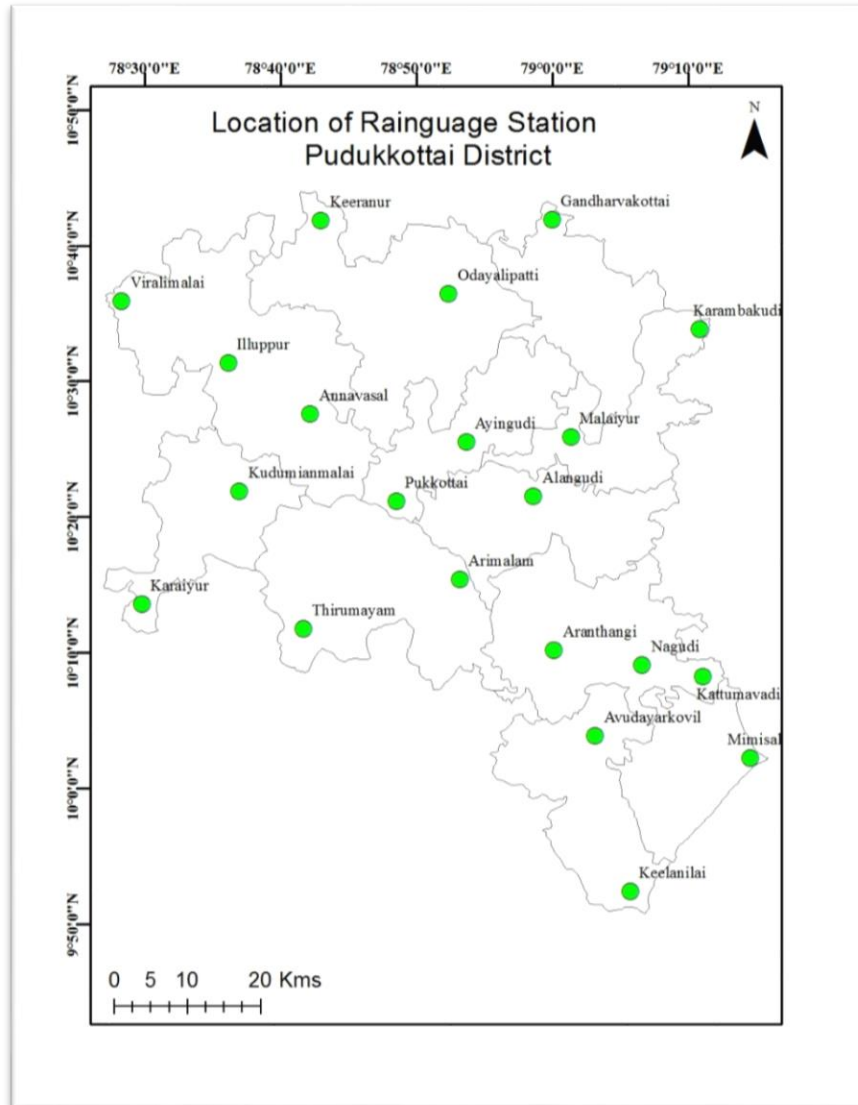 78°30'0"E 78°40'0"E 78°50'0"E 79°0'0"E 79°10'0"E
10°50'0"N
Location of Rainguage Station
Pudukkottai District
N
Keeranur
Gandharvakottai
10°40'0"N
Odayalipatti
Viralimalai
Karambakudi
Illuppur
10°30'0"N
Annavasal
Malaiyur
Ayingudi
Kudumianmalai
Alangudi
Pukkottai
10°20'0"N
Arimalam
Karaiyur
Thirumayam
Aranthangi
Nagudi
10°10'0"N
Kattumavadi
Avudayarkovil
Mimisal
10°0'0"N
Keelanilai
9°50'0"N
0 5 10 20 Kms